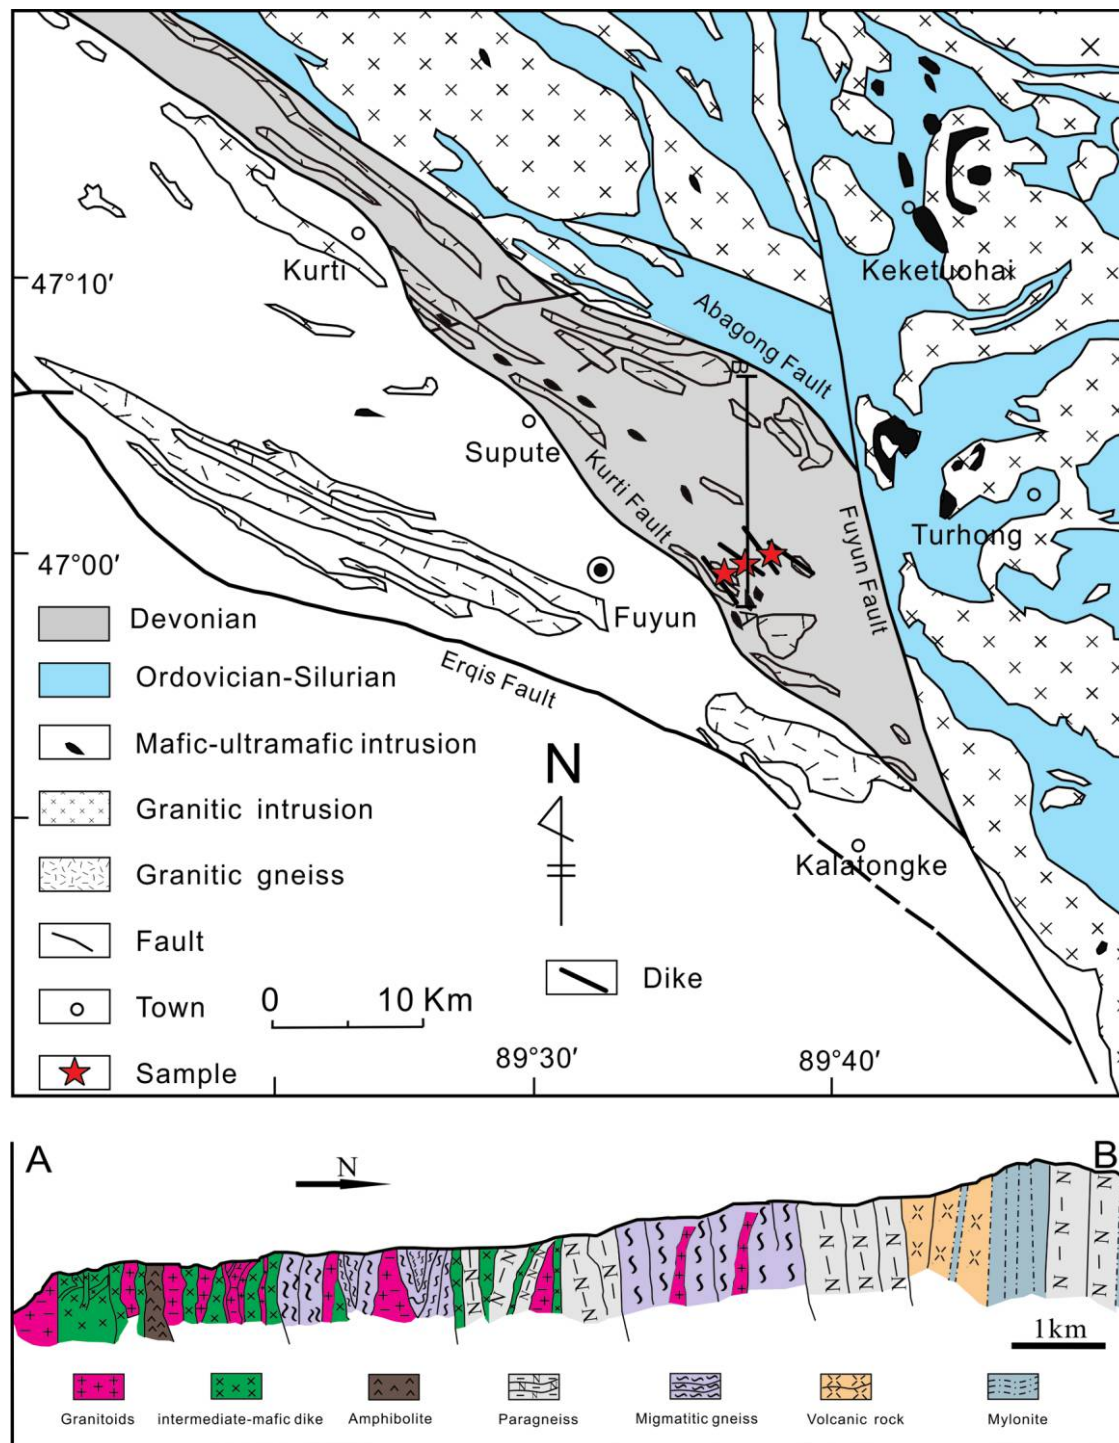 Kurti
47°10′
Keketuohai
Abagong Fault
B
Supute
Kurti Fault
Turhong
Fuyun Fault
47°00′
Fuyun
Erqis Fault
Devonian
Ordovician-Silurian
Mafic-ultramafic intrusion
Granitic intrusion
Granitic gneiss
Fault
Town
Sample
N
Kalatongke
0 10 Km
Dike
89°30′
89°40′
A
N
B
1km
Granitoids
intermediate-mafic dike
Amphibolite
Paragneiss
Migmatitic gneiss
Volcanic rock
Mylonite